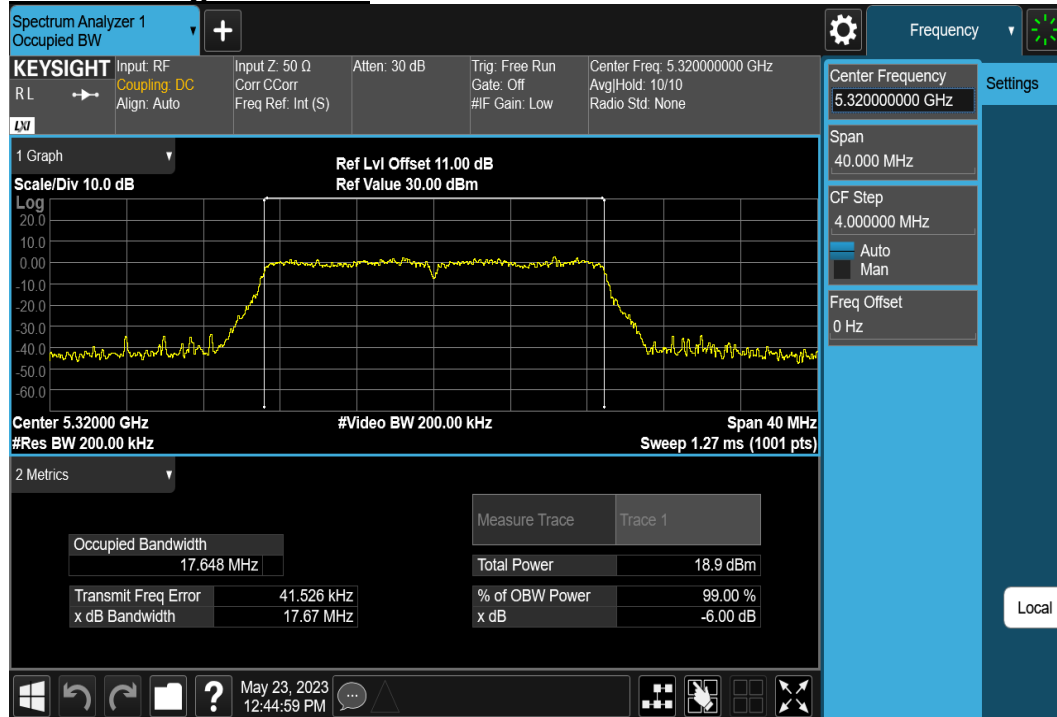 Spectrum Analyzer 1
Occupied BW
+
Frequency
KEYSIGHT
RL
LXI
Input: RF
Coupling: DC
Align: Auto
Input Z: 50 Ω
Corr CCorr
Freq Ref: Int (S)
Atten: 30 dB
Trig: Free Run
Gate: Off
#IF Gain: Low
Center Freq: 5.320000000 GHz
Avg|Hold: 10/10
Radio Std: None
Center Frequency
5.320000000 GHz
Settings
Span
40.000 MHz
CF Step
4.000000 MHz
Auto
Man
Freq Offset
0 Hz
Local
1 Graph
Scale/Div 10.0 dB
Ref Lvl Offset 11.00 dB
Ref Value 30.00 dBm
Log
20.0
10.0
0.00
-10.0
-20.0
-30.0
-40.0
-50.0
-60.0
Center 5.32000 GHz
#Video BW 200.00 kHz
Span 40 MHz
#Res BW 200.00 kHz
Sweep 1.27 ms (1001 pts)
2 Metrics
Measure Trace
Trace 1
Occupied Bandwidth
17.648 MHz
Total Power
18.9 dBm
Transmit Freq Error
41.526 kHz
% of OBW Power
99.00 %
x dB Bandwidth
17.67 MHz
x dB
-6.00 dB
?
May 23, 2023
12:44:59 PM